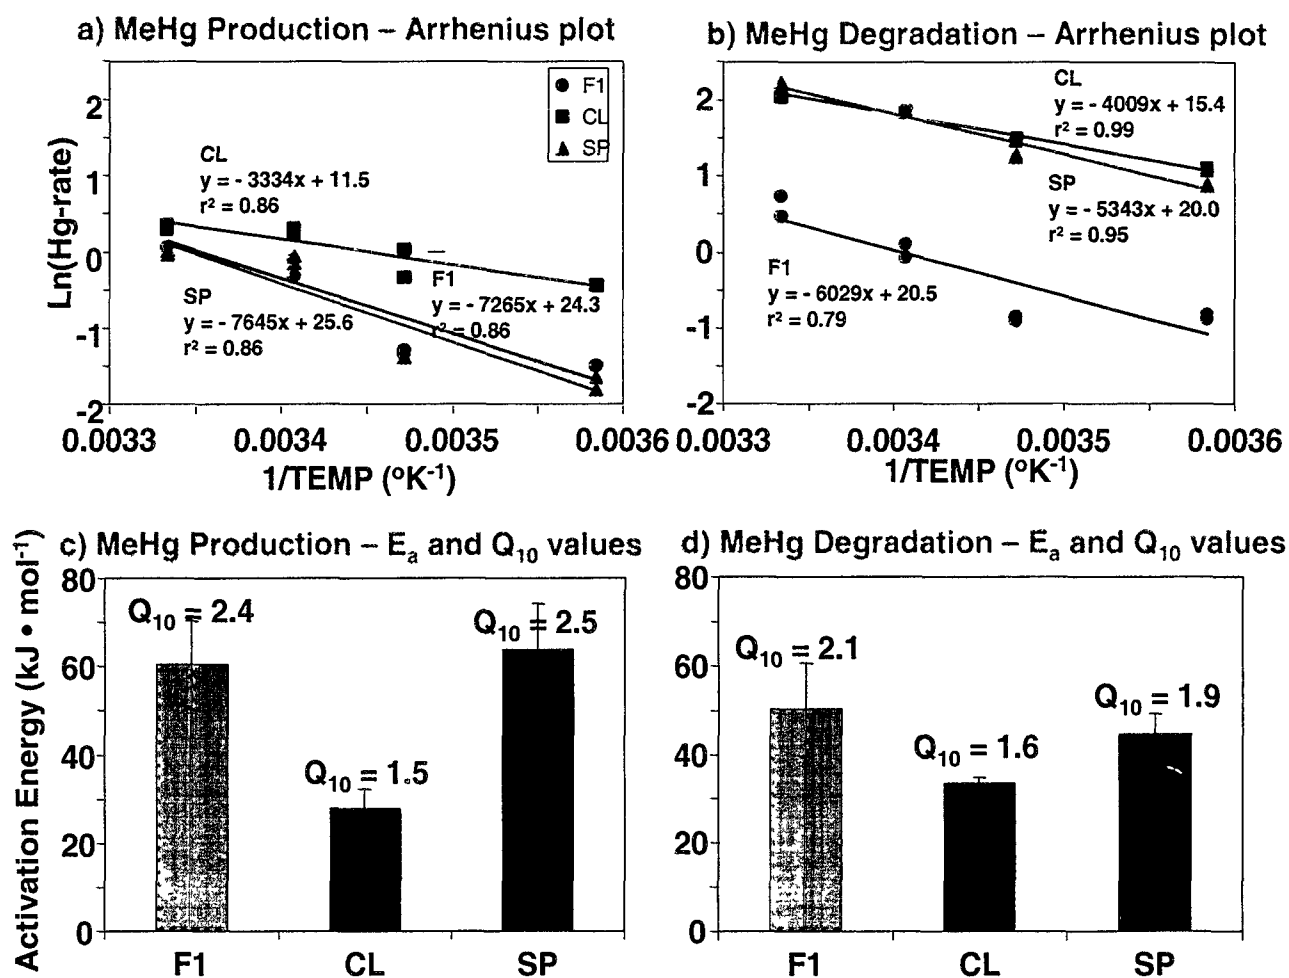 a) MeHg Production – Arrhenius plot
Ln(Hg-rate)
2
1
0
-1
-2
F1
CL
SP
CL
y = - 3334x + 11.5
r² = 0.86
F1
y = - 7265x + 24.3
r² = 0.86
SP
y = - 7645x + 25.6
r² = 0.86
0.0033 0.0034 0.0035 0.0036
1/TEMP (ºK⁻¹)
b) MeHg Degradation – Arrhenius plot
2
1
0
-1
-2
CL
y = - 4009x + 15.4
r² = 0.99
SP
y = - 5343x + 20.0
r² = 0.95
F1
y = - 6029x + 20.5
r² = 0.79
0.0033 0.0034 0.0035 0.0036
1/TEMP (ºK⁻¹)
c) MeHg Production – Eₐ and Q₁₀ values
Activation Energy (kJ • mol⁻¹)
80
60
40
20
0
Q₁₀ = 2.4
Q₁₀ = 1.5
Q₁₀ = 2.5
F1 CL SP
d) MeHg Degradation – Eₐ and Q₁₀ values
80
60
40
20
0
Q₁₀ = 2.1
Q₁₀ = 1.6
Q₁₀ = 1.9
F1 CL SP